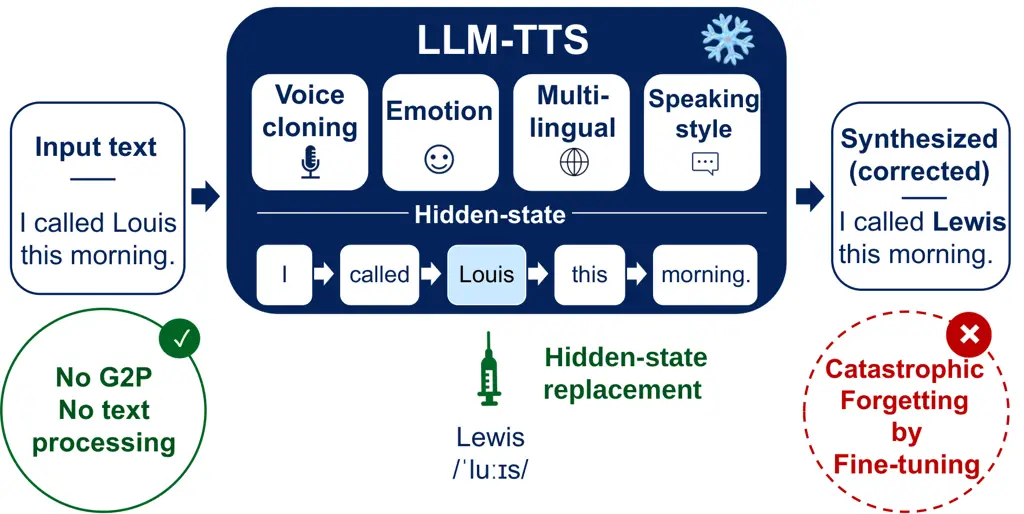 LLM-TTS
Voice
cloning
Emotion
Multi-
lingual
Speaking
style
Input text
I called Louis
this morning.
Hidden-state
I
called
Louis
this
morning.
Synthesized
(corrected)
I called Lewis
this morning.
No G2P
No text
processing
Hidden-state
replacement
Lewis
/ˈluːɪs/
Catastrophic
Forgetting
by
Fine-tuning